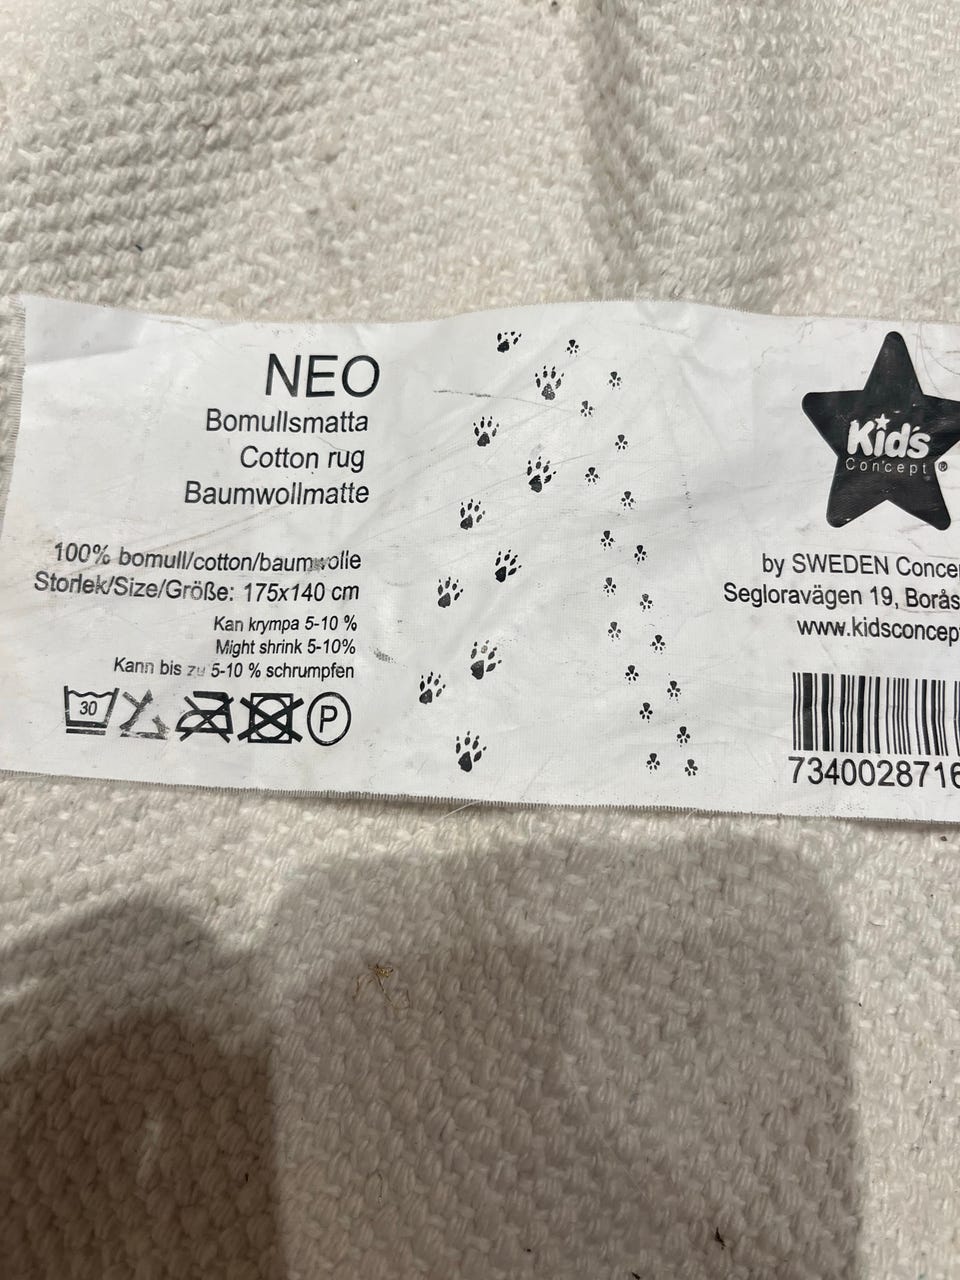 NEO
Bomullsmatta
Cotton rug
Baumwollmatte
100% bomull/cotton/baumwolle
Storlek/Size/Größe: 175x140 cm
Kan krympa 5-10 %
Might shrink 5-10%
Kann bis zu 5-10 % schrumpfen
30
P
Kid's
Concept ®
by SWEDEN Concep
Segloravägen 19, Borås
www.kidsconcept
7340028716